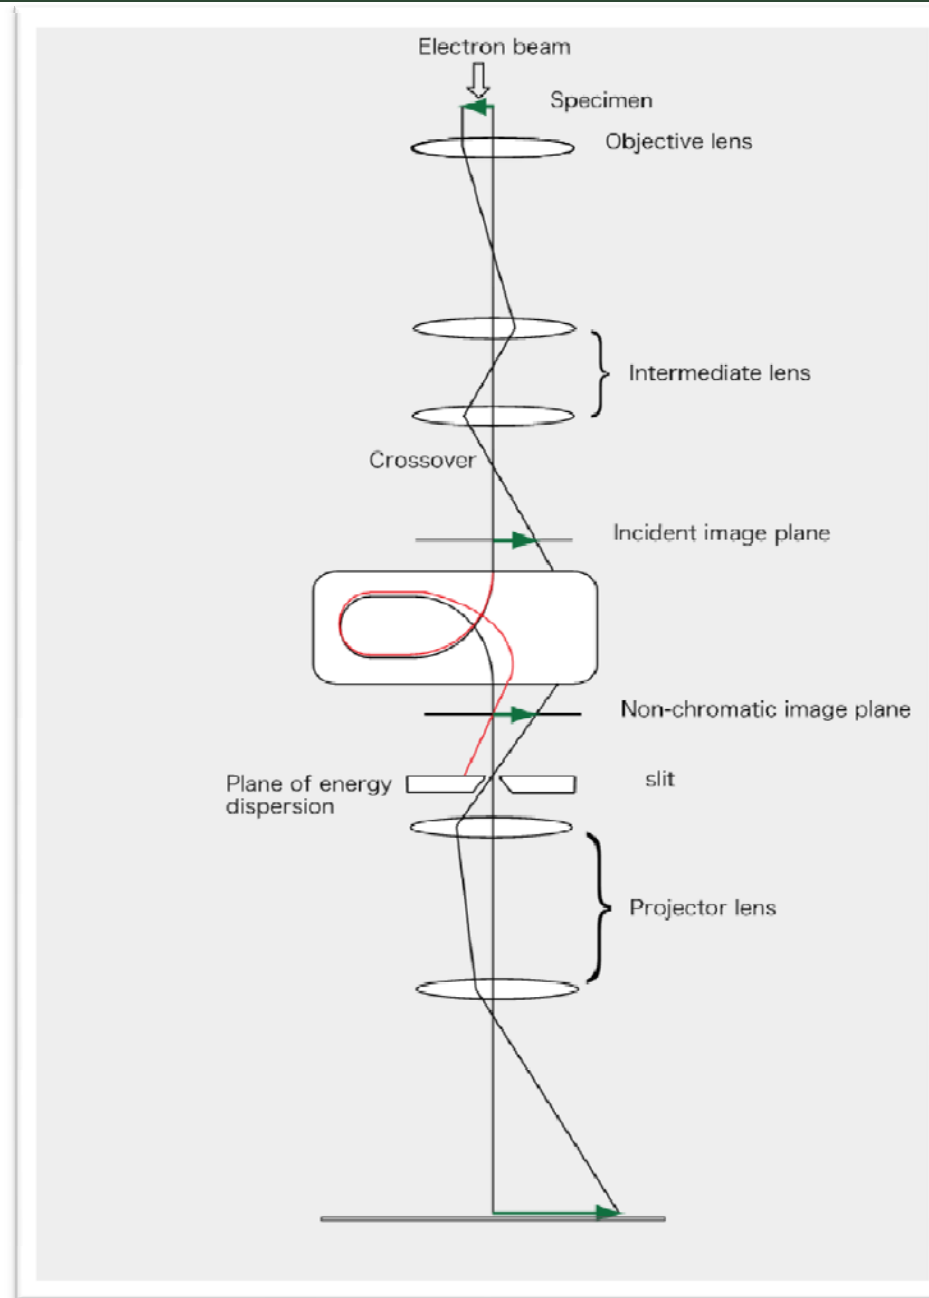 Electron beam
Specimen
Objective lens
Intermediate lens
Crossover
Incident image plane
Non-chromatic image plane
Plane of energy
dispersion
slit
Projector lens